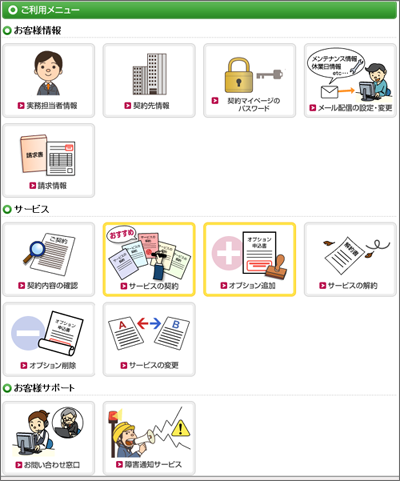 ご利用メニュー
お客様情報
メンテナンス情報
休業日情報
etc…
実務担当者情報
契約先情報
契約マイページの
パスワード
メール配信の設定・変更
請求書
請求情報
サービス
ご契約
おすすめ
オプション
申込書
解約書
契約内容の確認
サービスの契約
オプション追加
サービスの解約
オプション
申込書
A
B
オプション削除
サービスの変更
お客様サポート
お問い合わせ窓口
障害通知サービス